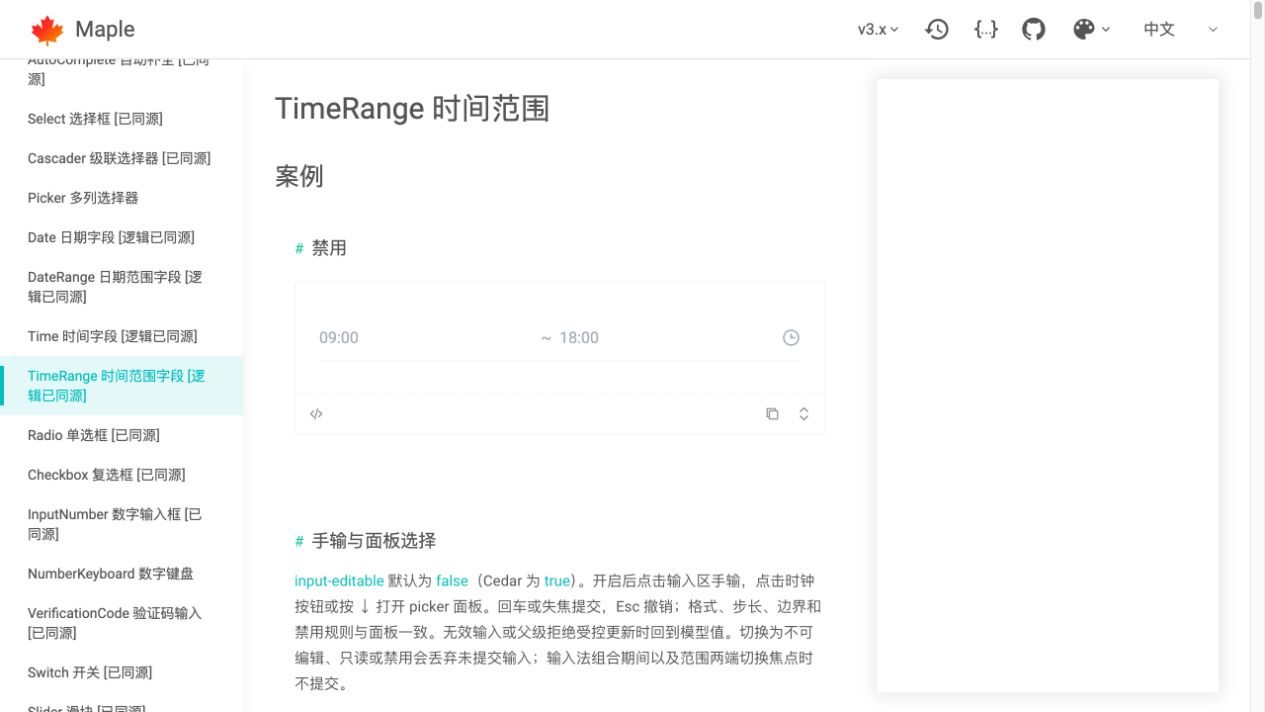 Maple
v3.x
{...}
中文
AutoComplete 自动补全 [已同
源]
Select 选择框 [已同源]
Cascader 级联选择器 [已同源]
Picker 多列选择器
Date 日期字段 [逻辑已同源]
DateRange 日期范围字段 [逻
辑已同源]
Time 时间字段 [逻辑已同源]
TimeRange 时间范围字段 [逻
辑已同源]
Radio 单选框 [已同源]
Checkbox 复选框 [已同源]
InputNumber 数字输入框 [已
同源]
NumberKeyboard 数字键盘
VerificationCode 验证码输入
[已同源]
Switch 开关 [已同源]
Slider 滑块 [已同源]
TimeRange 时间范围
案例
# 禁用
09:00 ~ 18:00
# 手输与面板选择
input-editable 默认为 false（Cedar 为 true）。开启后点击输入区手输，点击时钟
按钮或按 ↓ 打开 picker 面板。回车或失焦提交，Esc 撤销；格式、步长、边界和
禁用规则与面板一致。无效输入或父级拒绝受控更新时回到模型值。切换为不可
编辑、只读或禁用会丢弃未提交输入；输入法组合期间以及范围两端切换焦点时
不提交。